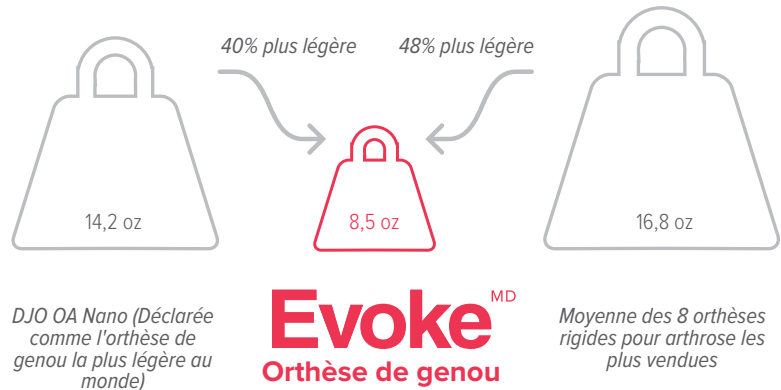 40% plus légère
48% plus légère
14,2 oz
8,5 oz
16,8 oz
DJO OA Nano (Déclarée
comme l'orthèse de
genou la plus légère au
monde)
Evoke MD
Orthèse de genou
Moyenne des 8 orthèses
rigides pour arthrose les
plus vendues